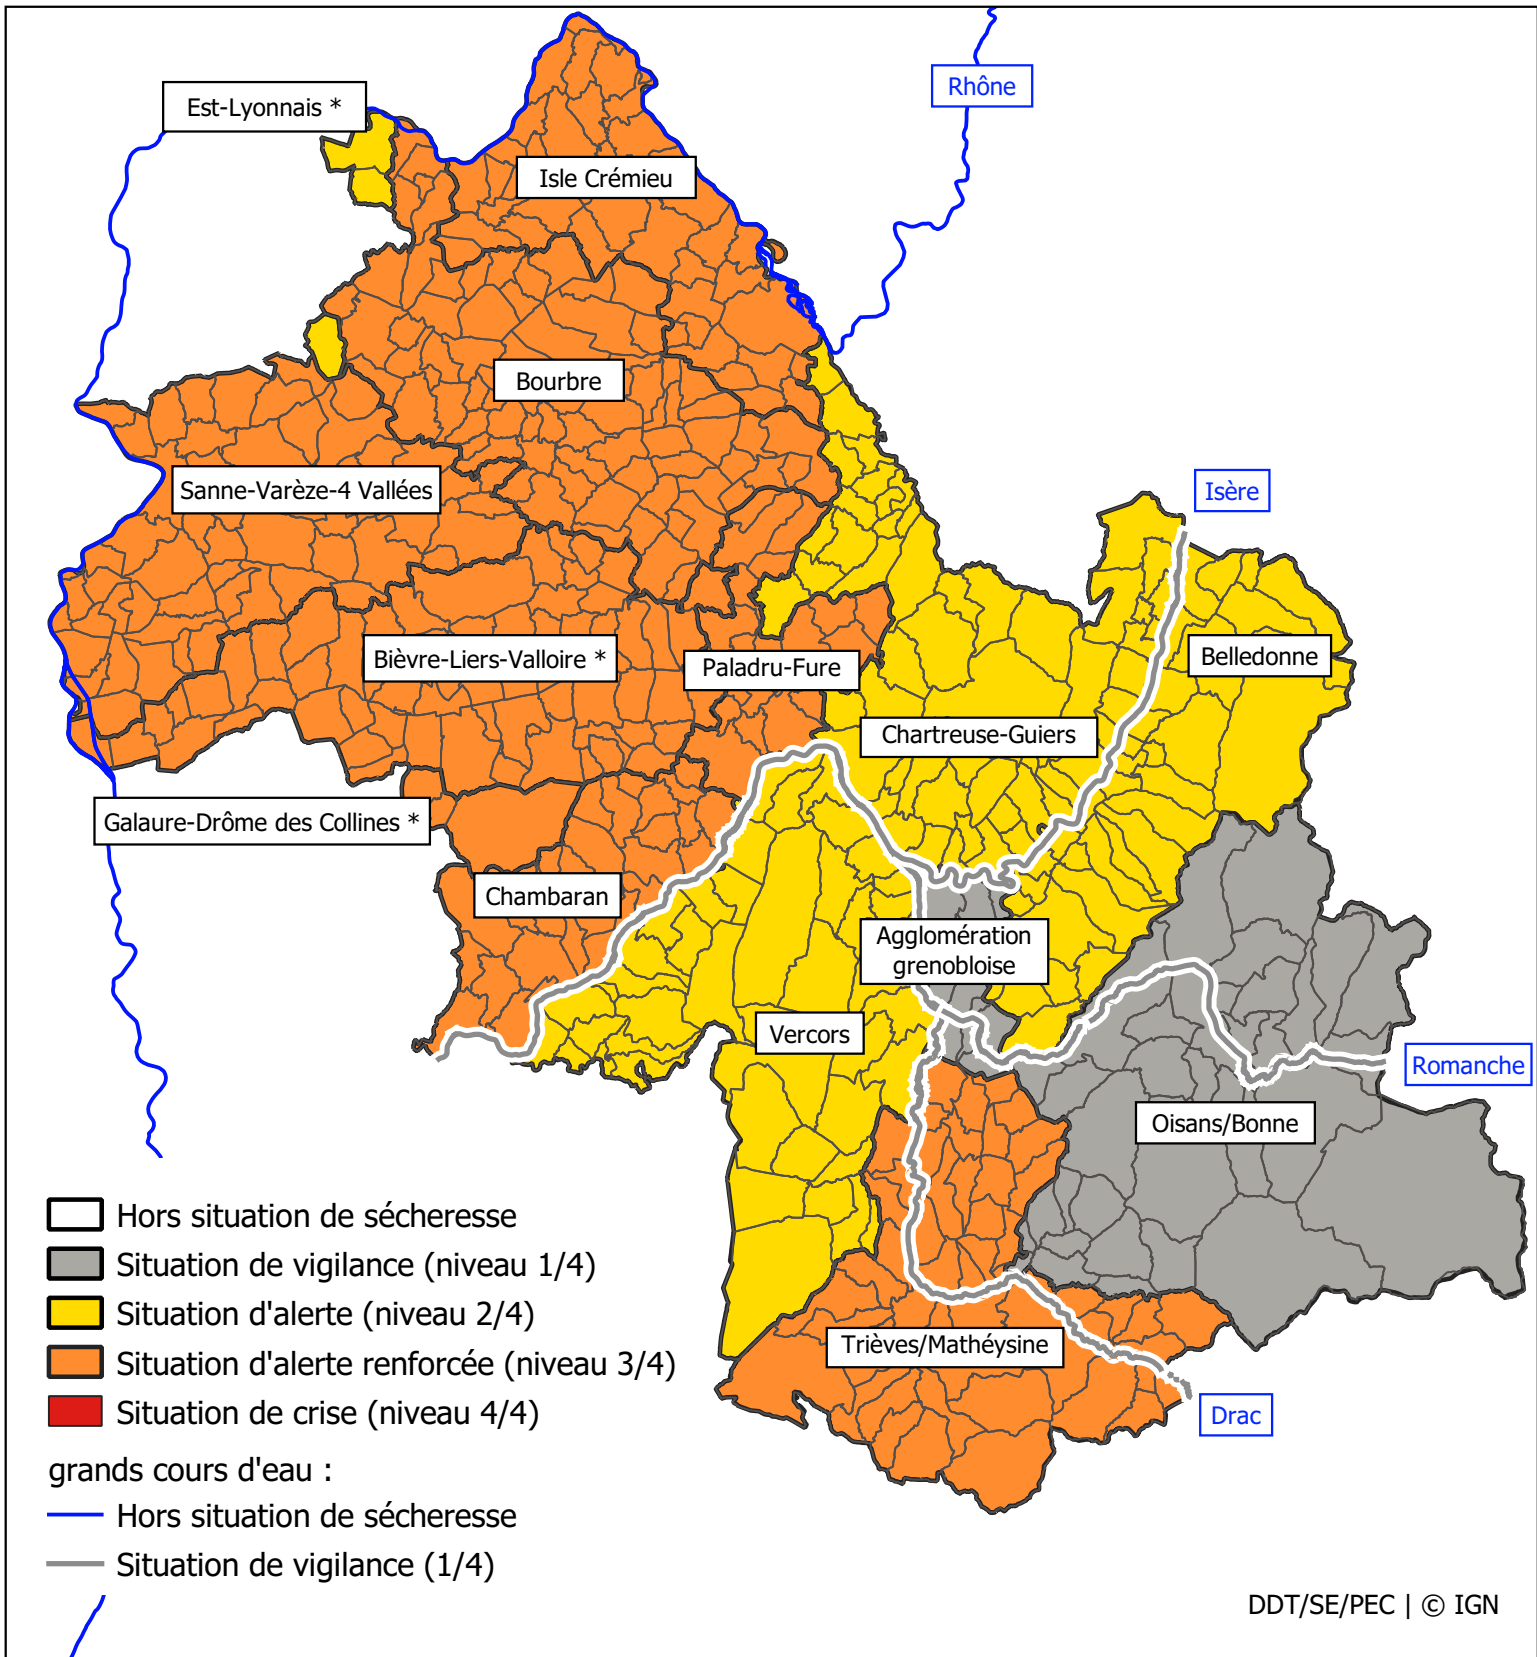 Est-Lyonnais *
Rhône
Isle Crémieu
Bourbre
Sanne-Varèze-4 Vallées
Isère
Bièvre-Liers-Valloire *
Paladru-Fure
Belledonne
Chartreuse-Guiers
Galaure-Drôme des Collines *
Chambaran
Agglomération
grenobloise
Vercors
Romanche
Oisans/Bonne
Trièves/Mathéysine
Drac
Hors situation de sécheresse
Situation de vigilance (niveau 1/4)
Situation d'alerte (niveau 2/4)
Situation d'alerte renforcée (niveau 3/4)
Situation de crise (niveau 4/4)
grands cours d'eau :
Hors situation de sécheresse
Situation de vigilance (1/4)
DDT/SE/PEC | © IGN